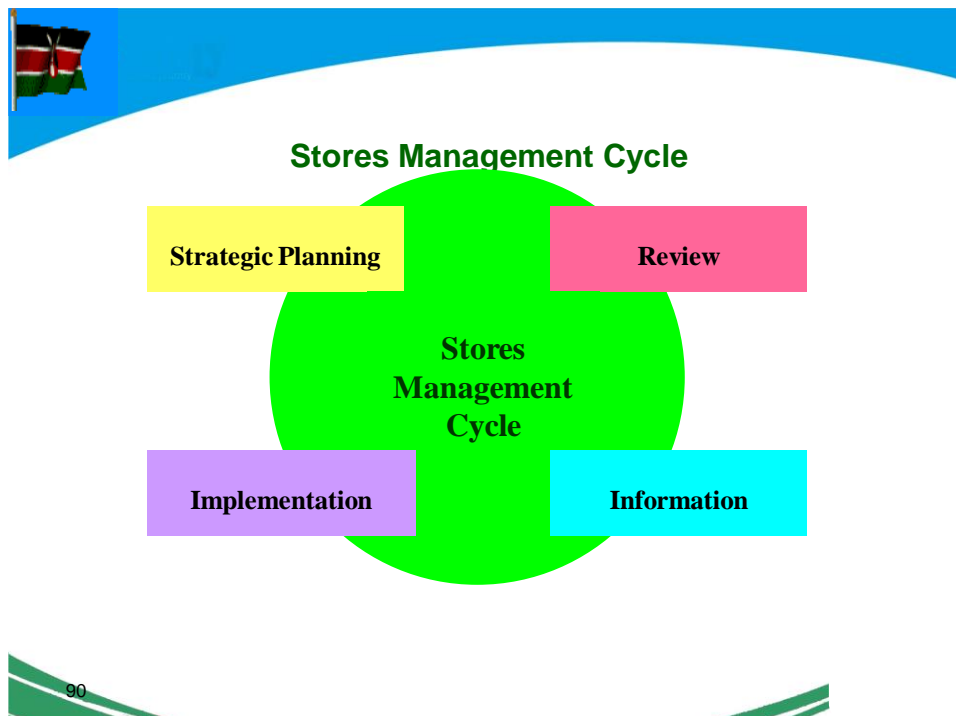 Stores Management Cycle
Strategic Planning
Review
Stores
Management
Cycle
Implementation
Information
90